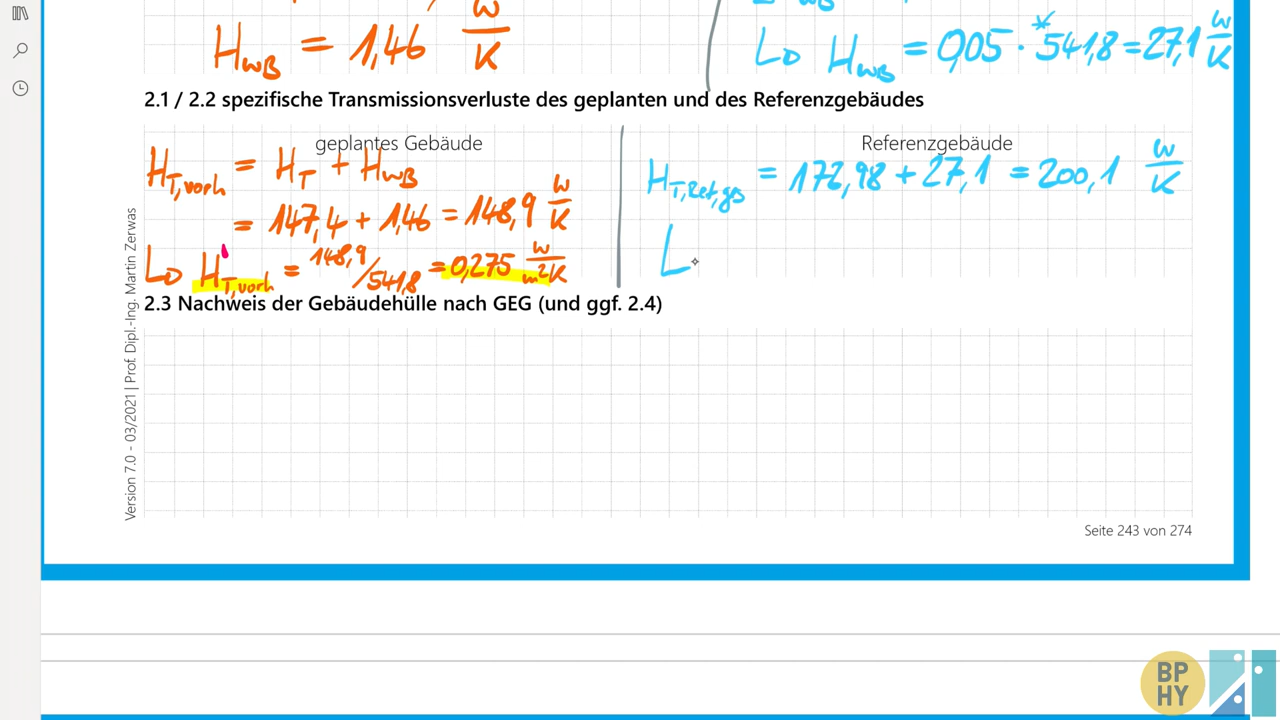 H_WB = 1,46 W/K
↳ H_WB = 0,05 · 541,8 = 27,1 W/K
2.1 / 2.2 spezifische Transmissionsverluste des geplanten und des Referenzgebäudes
geplantes Gebäude
H_T,vorh = H_T + H_WB
= 147,4 + 1,46 = 148,9 W/K
↳ H'_T,vorh = 148,9/541,8 = 0,275 W/m²K
Referenzgebäude
H_T,Ref,ges = 172,98 + 27,1 = 200,1 W/K
2.3 Nachweis der Gebäudehülle nach GEG (und ggf. 2.4)
Version 7.0 - 03/2021 | Prof. Dipl.-Ing. Martin Zerwas
Seite 243 von 274
BP
HY